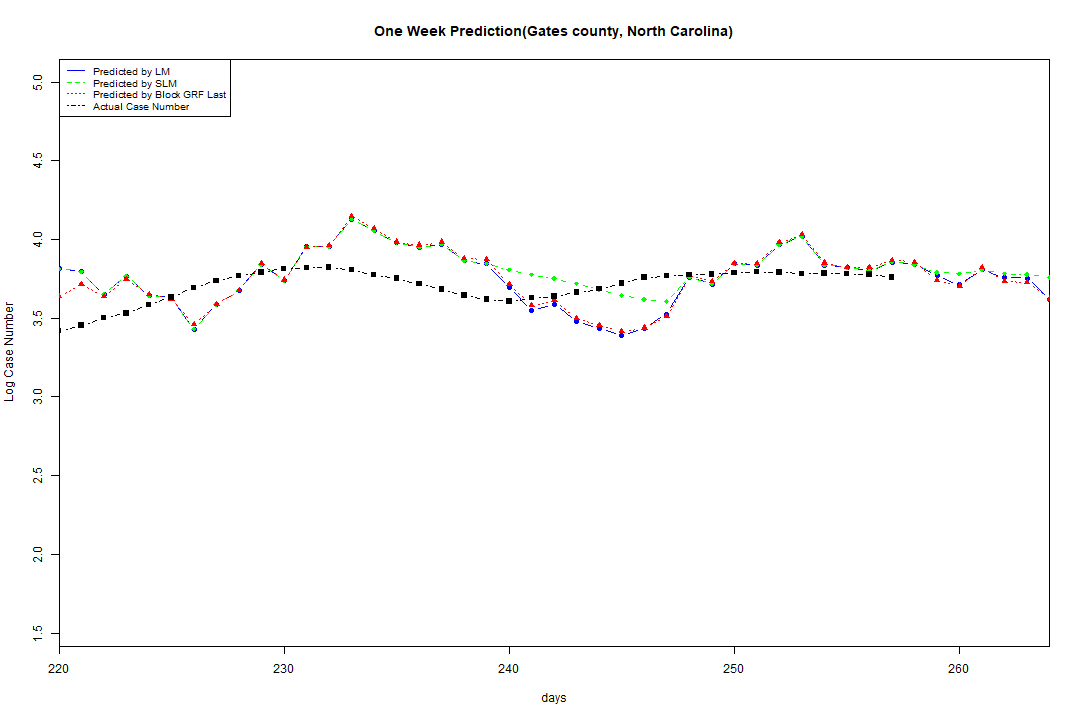 One Week Prediction(Gates county, North Carolina)
Predicted by LM
Predicted by SLM
Predicted by Block GRF Last
Actual Case Number
5.0
4.5
4.0
3.5
3.0
2.5
2.0
1.5
Log Case Number
220
230
240
250
260
days